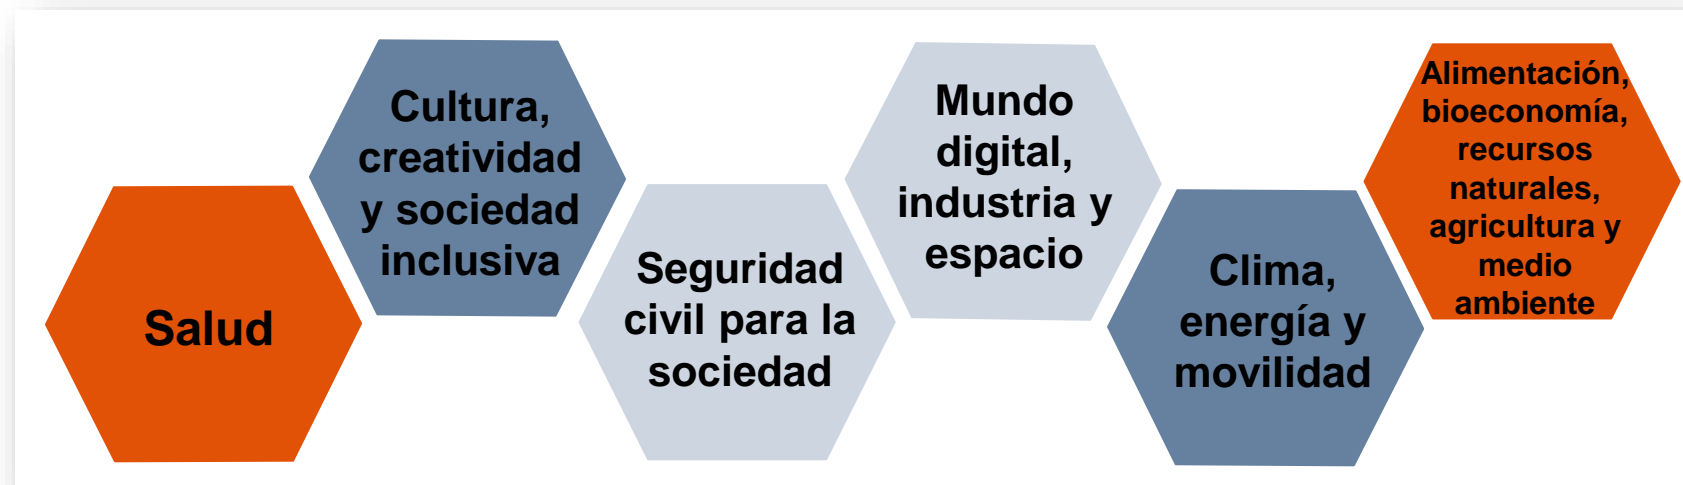 Salud
Cultura,
creatividad
y sociedad
inclusiva
Seguridad
civil para la
sociedad
Mundo
digital,
industria y
espacio
Clima,
energía y
movilidad
Alimentación,
bioeconomía,
recursos
naturales,
agricultura y
medio
ambiente